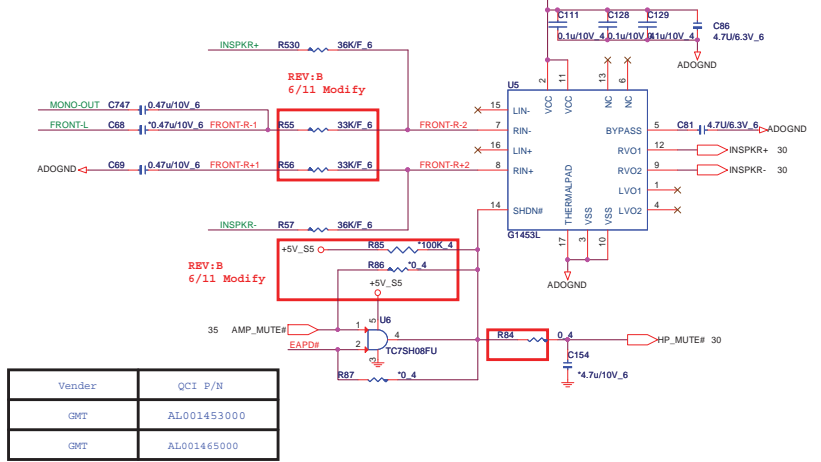 C111
C128
C129
C86
0.1u/10V_4
0.1u/10V_4
4.7U/6.3V_6
ADOGND
INSPKR+
R530
36K/F_6
REV:B
6/11 Modify
U5
2
11
13
6
VCC
VCC
NC
NC
15
LIN-
MONO-OUT
C747
0.47u/10V_6
FRONT-L
C68
*0.47u/10V_6
FRONT-R-1
R55
33K/F_6
FRONT-R-2
7
RIN-
BYPASS
5
C81
4.7U/6.3V_6
ADOGND
16
LIN+
RVO1
12
INSPKR+ 30
ADOGND
C69
0.47u/10V_6
FRONT-R+1
R56
33K/F_6
FRONT-R+2
8
RIN+
RVO2
9
INSPKR- 30
LVO1
1
14
SHDN#
LVO2
4
INSPKR-
R57
36K/F_6
THERMALPAD
VSS
VSS
G1453L
17
3
10
ADOGND
REV:B
6/11 Modify
+5V_S5
R85
*100K_4
R86
*0_4
+5V_S5
5
U6
35 AMP_MUTE#
1
4
EAPD#
2
TC7SH08FU
3
R87
*0_4
R84
0_4
HP_MUTE# 30
C154
*4.7u/10V_6
Vender QCI P/N
GMT AL001453000
GMT AL001465000